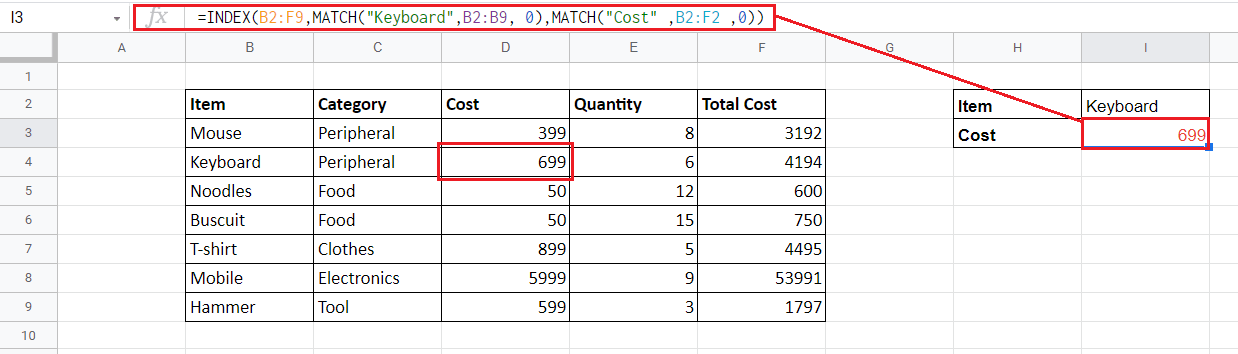 I3 fx =INDEX(B2:F9,MATCH("Keyboard",B2:B9, 0),MATCH("Cost" ,B2:F2 ,0))
A B C D E F G H I
1
2 Item Category Cost Quantity Total Cost Item Keyboard
3 Mouse Peripheral 399 8 3192 Cost 699
4 Keyboard Peripheral 699 6 4194
5 Noodles Food 50 12 600
6 Buscuit Food 50 15 750
7 T-shirt Clothes 899 5 4495
8 Mobile Electronics 5999 9 53991
9 Hammer Tool 599 3 1797
10